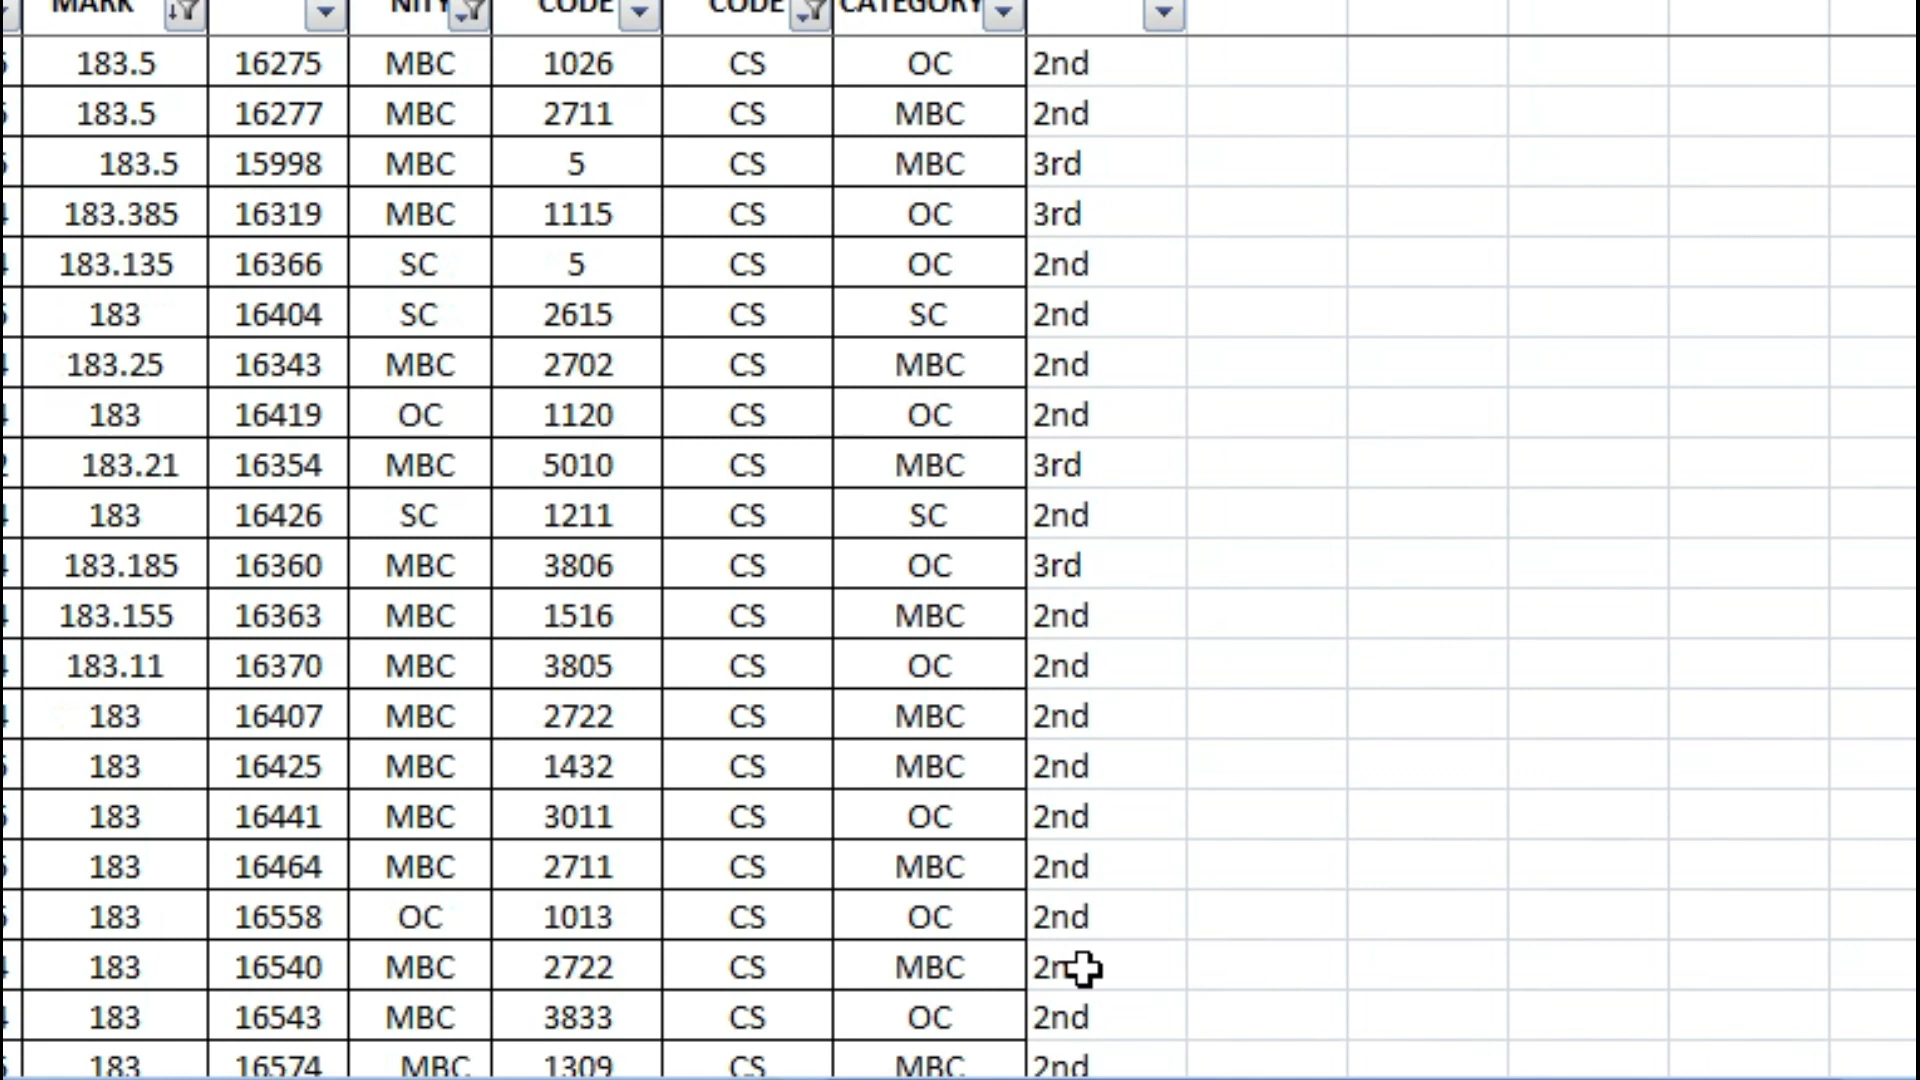 MARK NITY CODE CODE CATEGORY
183.5 16275 MBC 1026 CS OC 2nd
183.5 16277 MBC 2711 CS MBC 2nd
183.5 15998 MBC 5 CS MBC 3rd
183.385 16319 MBC 1115 CS OC 3rd
183.135 16366 SC 5 CS OC 2nd
183 16404 SC 2615 CS SC 2nd
183.25 16343 MBC 2702 CS MBC 2nd
183 16419 OC 1120 CS OC 2nd
183.21 16354 MBC 5010 CS MBC 3rd
183 16426 SC 1211 CS SC 2nd
183.185 16360 MBC 3806 CS OC 3rd
183.155 16363 MBC 1516 CS MBC 2nd
183.11 16370 MBC 3805 CS OC 2nd
183 16407 MBC 2722 CS MBC 2nd
183 16425 MBC 1432 CS MBC 2nd
183 16441 MBC 3011 CS OC 2nd
183 16464 MBC 2711 CS MBC 2nd
183 16558 OC 1013 CS OC 2nd
183 16540 MBC 2722 CS MBC 2n
183 16543 MBC 3833 CS OC 2nd
183 16574 MBC 1309 CS MBC 2nd